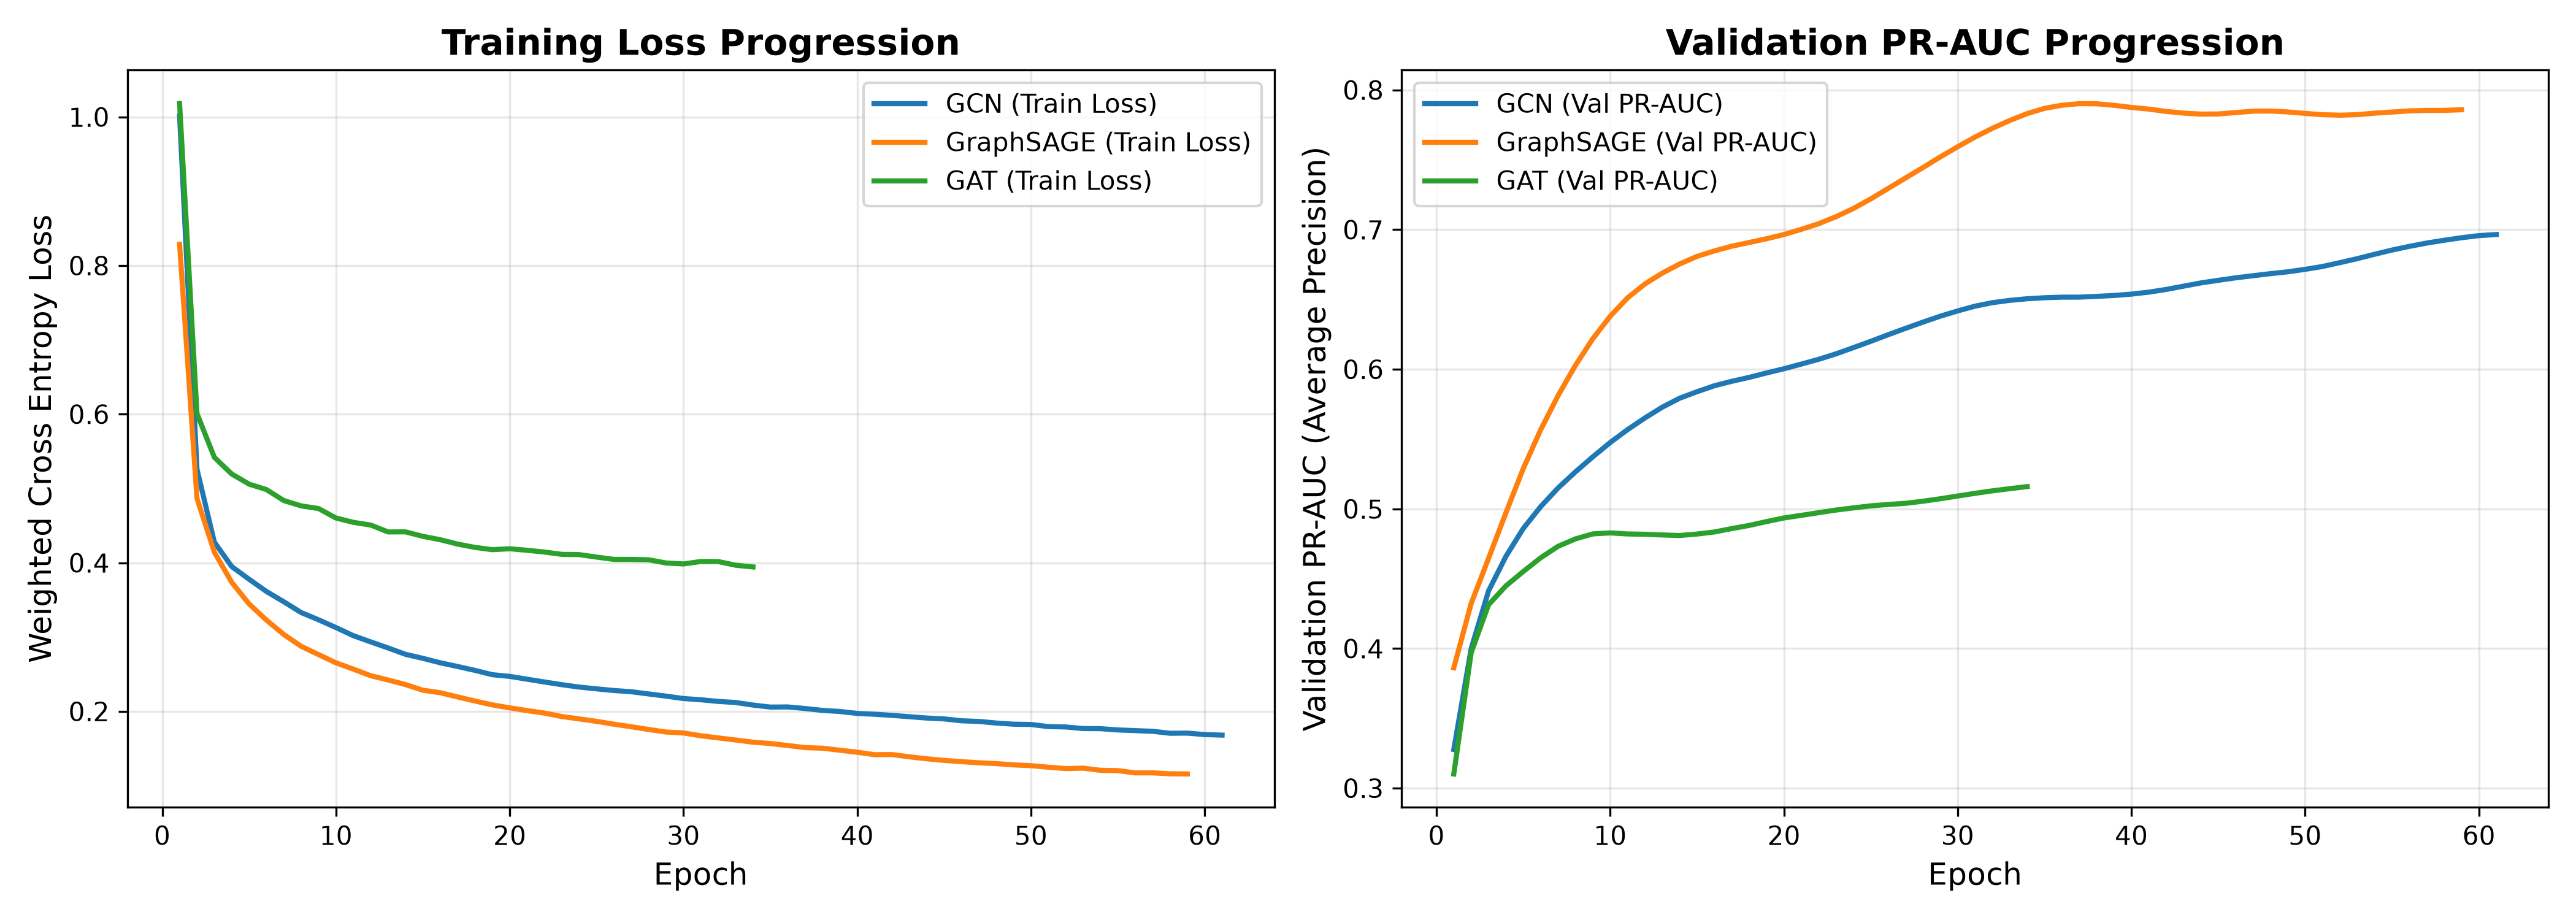 Training Loss Progression
Weighted Cross Entropy Loss
1.0
0.8
0.6
0.4
0.2
GCN (Train Loss)
GraphSAGE (Train Loss)
GAT (Train Loss)
0 10 20 30 40 50 60
Epoch
Validation PR-AUC Progression
Validation PR-AUC (Average Precision)
0.8
0.7
0.6
0.5
0.4
0.3
GCN (Val PR-AUC)
GraphSAGE (Val PR-AUC)
GAT (Val PR-AUC)
0 10 20 30 40 50 60
Epoch